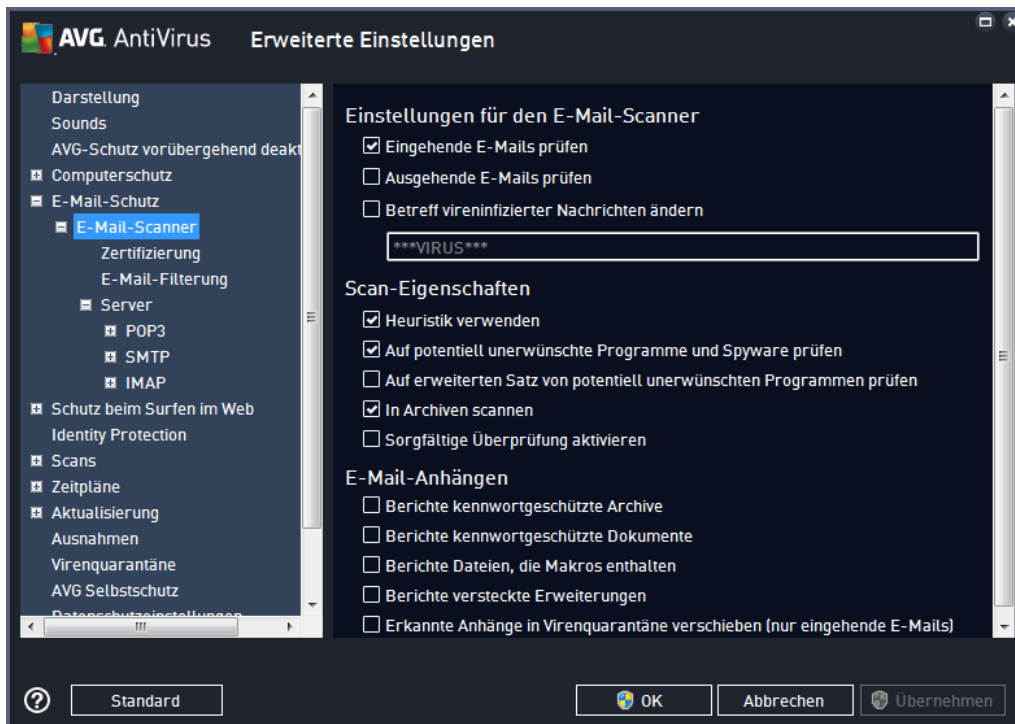 AVG. AntiVirus Erweiterte Einstellungen
Darstellung
Sounds
AVG-Schutz vorübergehend deakt
Computerschutz
E-Mail-Schutz
E-Mail-Scanner
Zertifizierung
E-Mail-Filterung
Server
POP3
SMTP
IMAP
Schutz beim Surfen im Web
Identity Protection
Scans
Zeitpläne
Aktualisierung
Ausnahmen
Virenquarantäne
AVG Selbstschutz
Datenschutzeinstellungen
Einstellungen für den E-Mail-Scanner
Eingehende E-Mails prüfen
Ausgehende E-Mails prüfen
Betreff vireninfizierter Nachrichten ändern
***VIRUS***
Scan-Eigenschaften
Heuristik verwenden
Auf potentiell unerwünschte Programme und Spyware prüfen
Auf erweiterten Satz von potentiell unerwünschten Programmen prüfen
In Archiven scannen
Sorgfältige Überprüfung aktivieren
E-Mail-Anhängen
Berichte kennwortgeschützte Archive
Berichte kennwortgeschützte Dokumente
Berichte Dateien, die Makros enthalten
Berichte versteckte Erweiterungen
Erkannte Anhänge in Virenquarantäne verschieben (nur eingehende E-Mails)
? Standard OK Abbrechen Übernehmen